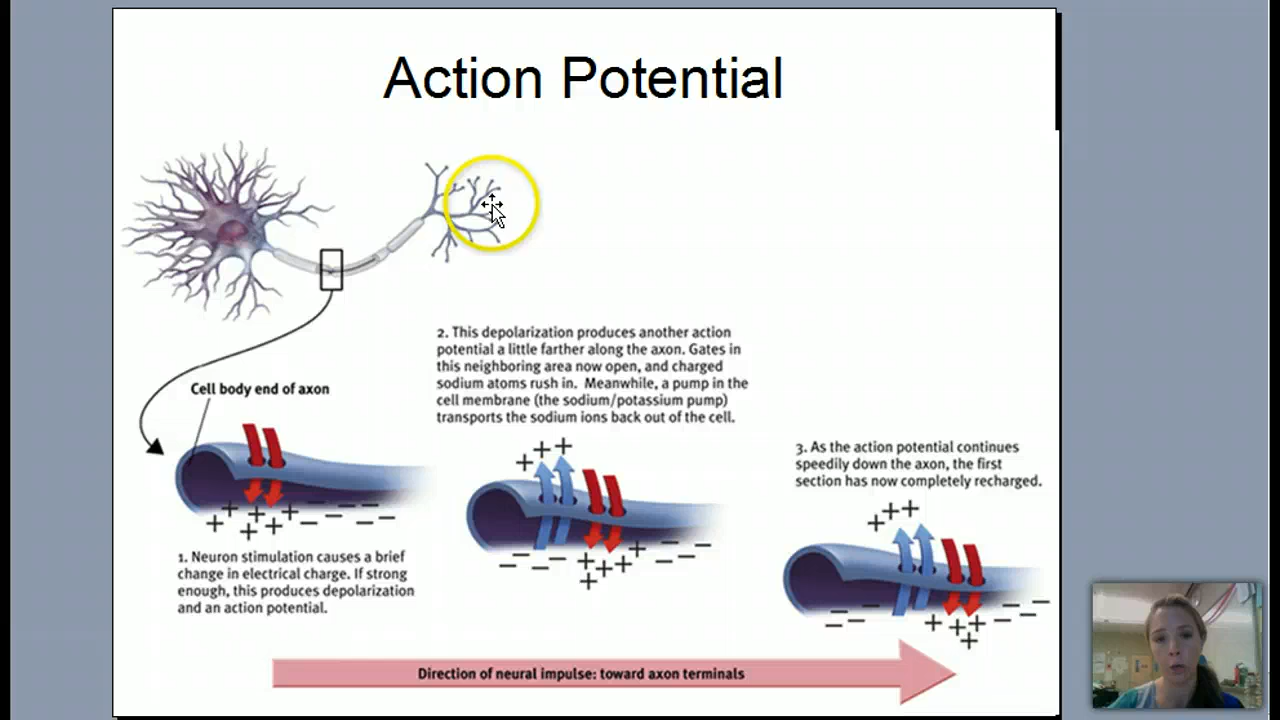 Action Potential
2. This depolarization produces another action
potential a little farther along the axon. Gates in
this neighboring area now open, and charged
sodium atoms rush in. Meanwhile, a pump in the
cell membrane (the sodium/potassium pump)
transports the sodium ions back out of the cell.
Cell body end of axon
3. As the action potential continues
speedily down the axon, the first
section has now completely recharged.
1. Neuron stimulation causes a brief
change in electrical charge. If strong
enough, this produces depolarization
and an action potential.
Direction of neural impulse: toward axon terminals